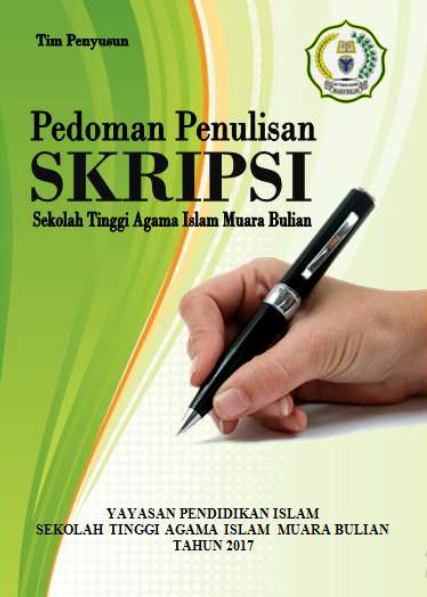 Tim Penyusun
Pedoman Penulisan
SKRIPSI
Sekolah Tinggi Agama Islam Muara Bulian
YAYASAN PENDIDIKAN ISLAM
SEKOLAH TINGGI AGAMA ISLAM MUARA BULIAN
TAHUN 2017